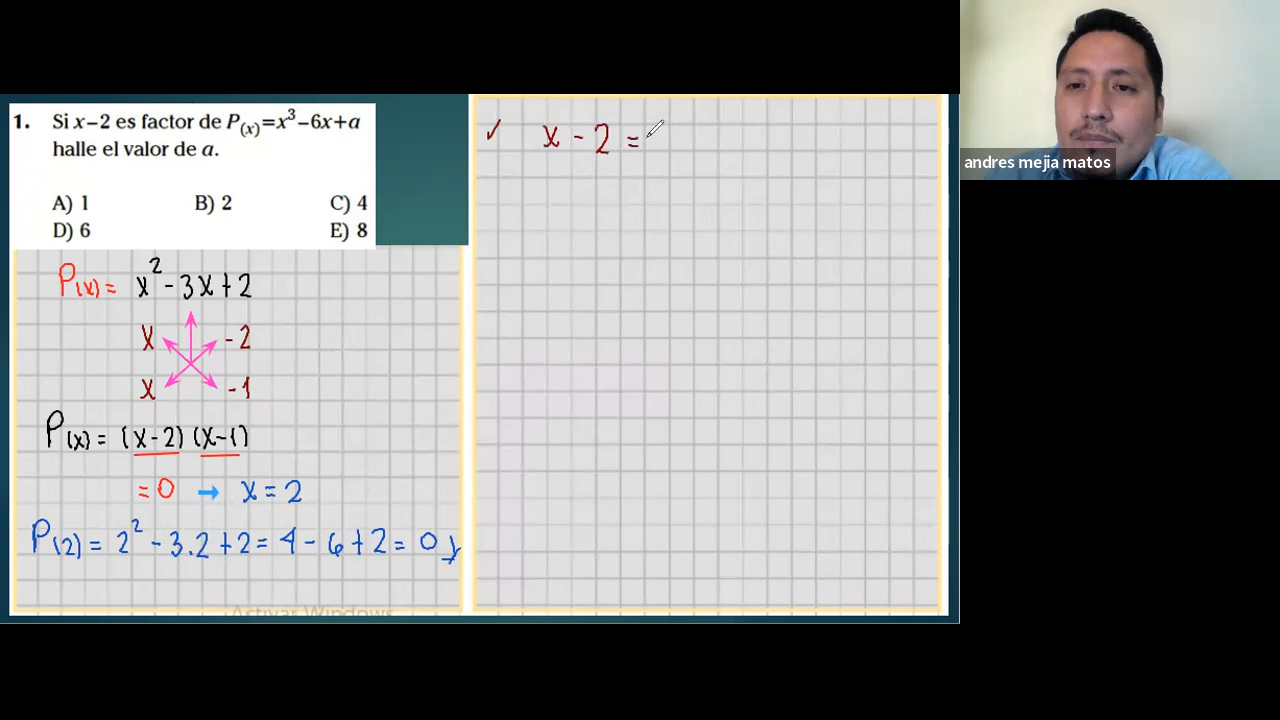 1. Si x−2 es factor de P(x)=x³−6x+a
halle el valor de a.
A) 1 B) 2 C) 4
D) 6 E) 8
P(x) = x² - 3x + 2
x - 2
x - 1
P(x) = (x-2) (x-1)
= 0 → x = 2
P(2) = 2² - 3.2 + 2 = 4 - 6 + 2 = 0
Activar Windows
✓ x - 2 =
andres mejia matos